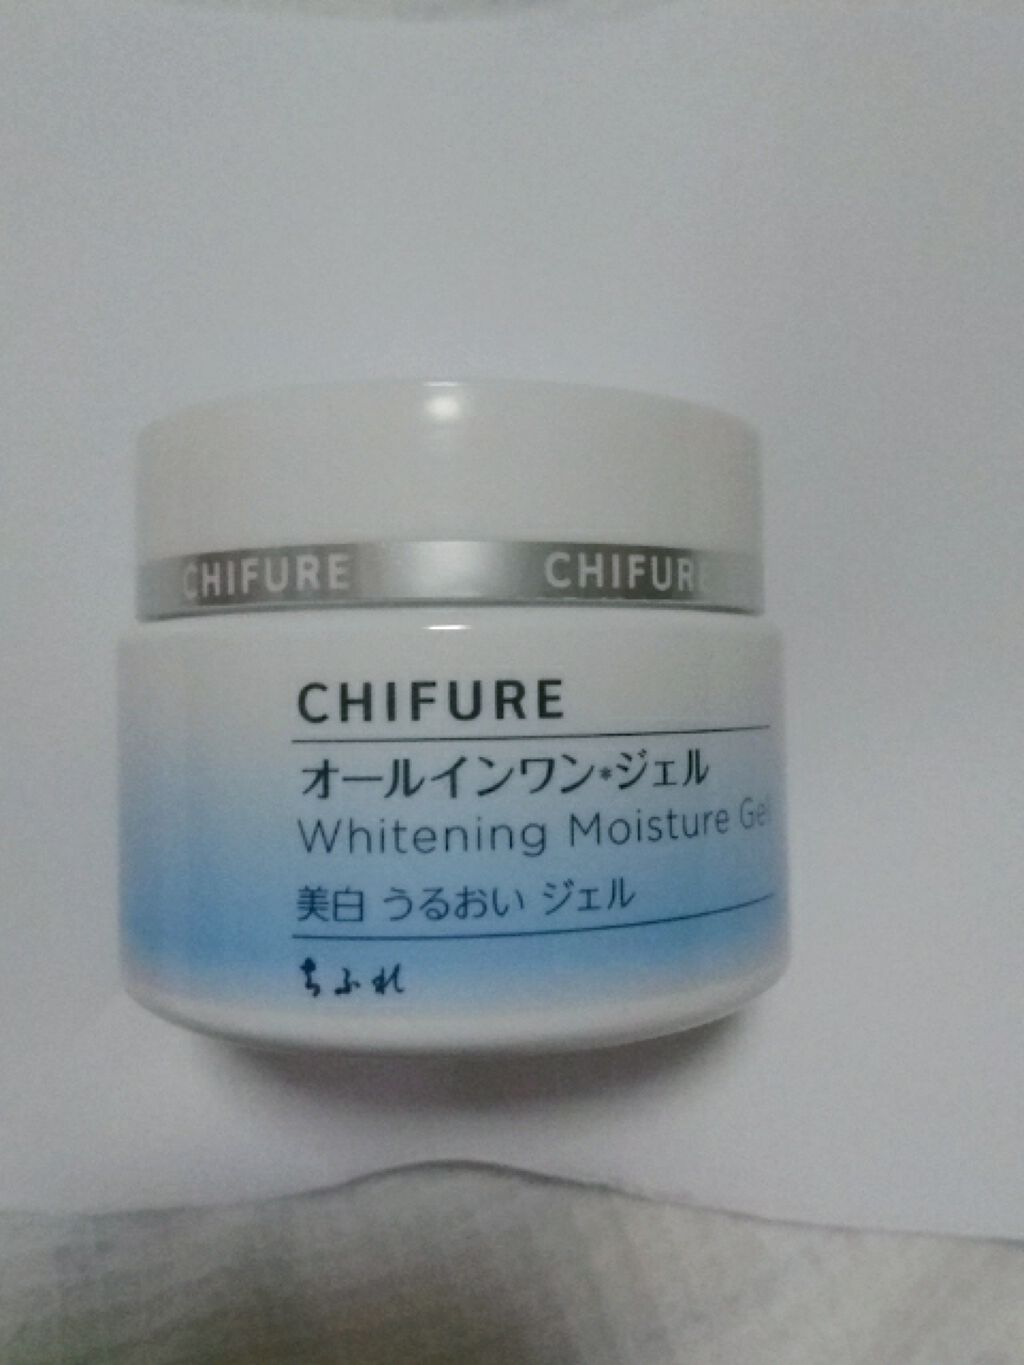 CHIFURE CHIFURE
CHIFURE
オールインワン*ジェル
Whitening Moisture Gel
美白 うるおい ジェル
ちふれ